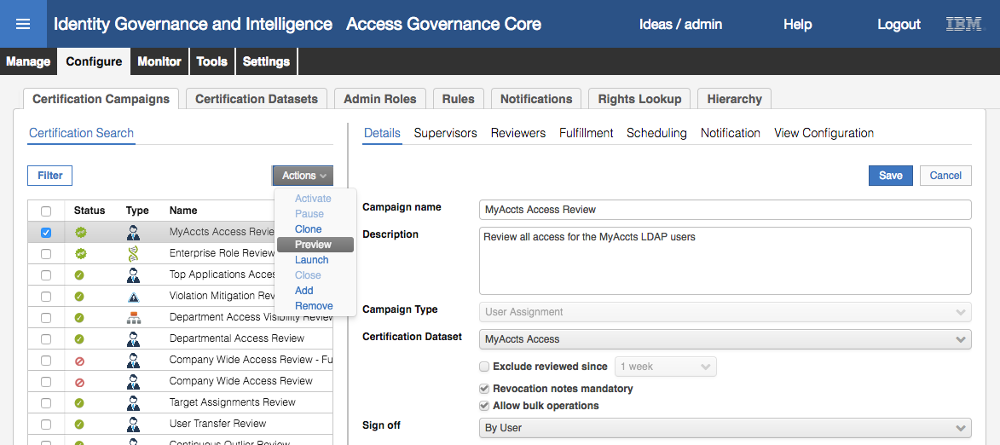 Identity Governance and Intelligence Access Governance Core Ideas / admin Help Logout IBM
Manage Configure Monitor Tools Settings
Certification Campaigns Certification Datasets Admin Roles Rules Notifications Rights Lookup Hierarchy
Certification Search
Details Supervisors Reviewers Fulfillment Scheduling Notification View Configuration
Filter Actions
Save Cancel
Activate
Pause
Clone
Preview
Launch
Close
Add
Remove
Status Type Name
MyAccts Access Revie
Enterprise Role Review
Top Applications Acces
Violation Mitigation Rev
Department Access Visibility Review
Departmental Access Review
Company Wide Access Review - Fu
Company Wide Access Review
Target Assignments Review
User Transfer Review
Continuous Outlier Review
Campaign name MyAccts Access Review
Description Review all access for the MyAccts LDAP users
Campaign Type User Assignment
Certification Dataset MyAccts Access
Exclude reviewed since 1 week
Revocation notes mandatory
Allow bulk operations
Sign off By User